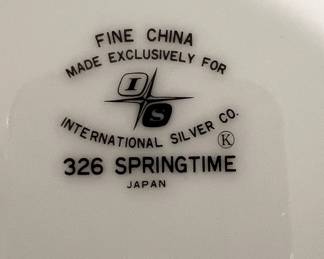 FINE CHINA
MADE EXCLUSIVELY FOR
I
S
INTERNATIONAL SILVER CO.
Ⓚ
326 SPRINGTIME
JAPAN